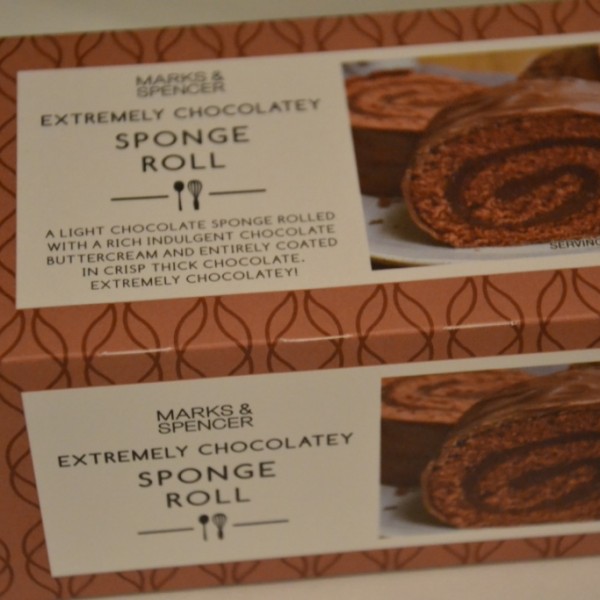 MARKS &
SPENCER
EXTREMELY CHOCOLATEY
SPONGE
ROLL
A LIGHT CHOCOLATE SPONGE ROLLED
WITH A RICH INDULGENT CHOCOLATE
BUTTERCREAM AND ENTIRELY COATED
IN CRISP THICK CHOCOLATE.
EXTREMELY CHOCOLATEY!
MARKS &
SPENCER
EXTREMELY CHOCOLATEY
SPONGE
ROLL